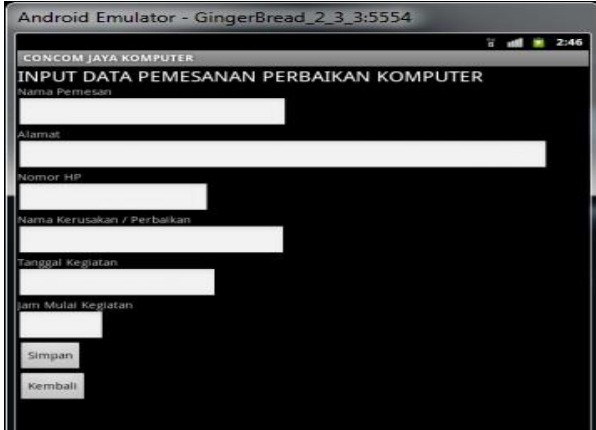 Android Emulator - GingerBread_2_3_3:5554
2:46
CONCOM JAYA KOMPUTER
INPUT DATA PEMESANAN PERBAIKAN KOMPUTER
Nama Pemesan
Alamat
Nomor HP
Nama Kerusakan / Perbaikan
Tanggal Kegiatan
Jam Mulai Kegiatan
Simpan
Kembali